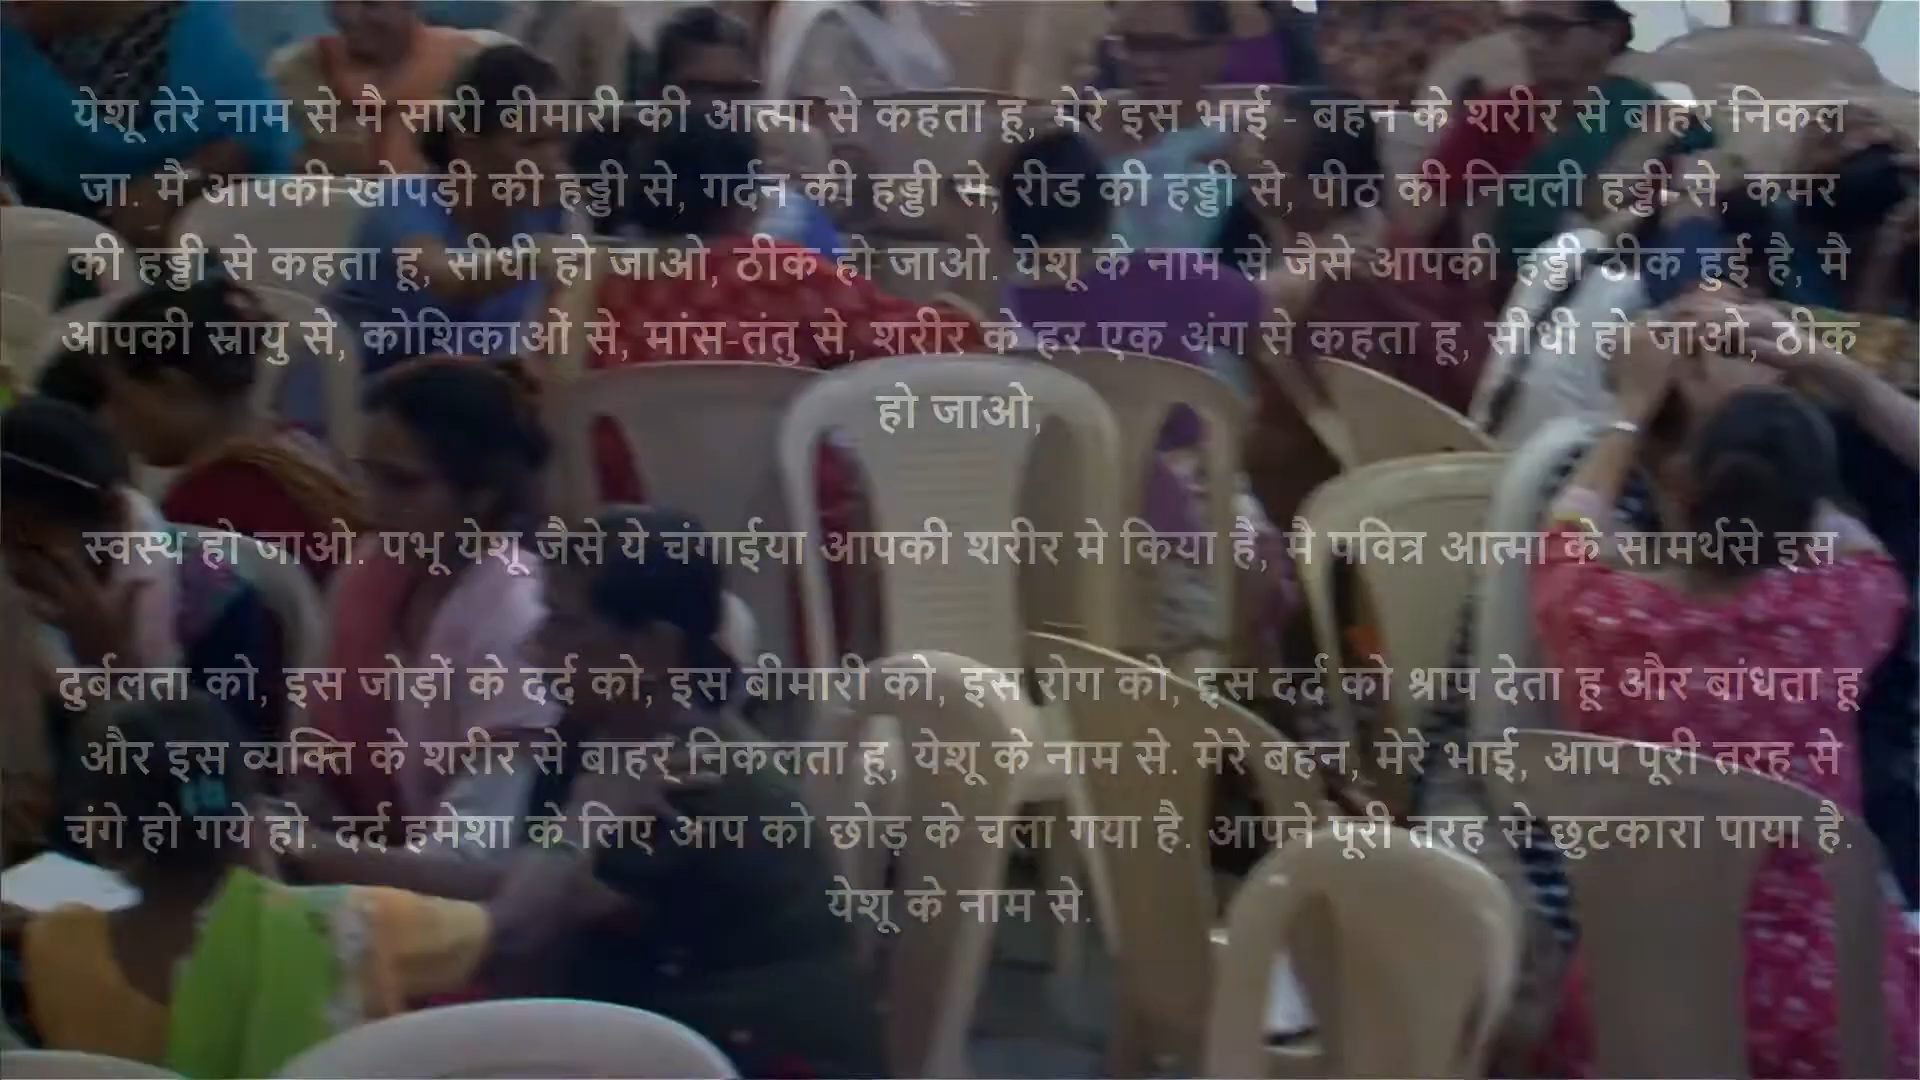 येशू तेरे नाम से मै सारी बीमारी की आत्मा से कहता हू, मेरे इस भाई - बहन के शरीर से बाहर निकल
जा. मै आपकी खोपड़ी की हड्डी से, गर्दन की हड्डी से, रीड की हड्डी से, पीठ की निचली हड्डी से, कमर
की हड्डी से कहता हू, सीधी हो जाओ, ठीक हो जाओ. येशू के नाम से जैसे आपकी हड्डी ठीक हुई है, मै
आपकी स्नायु से, कोशिकाओं से, मांस-तंतु से, शरीर के हर एक अंग से कहता हू, सीधी हो जाओ, ठीक
हो जाओ,
स्वस्थ हो जाओ. पभू येशू जैसे ये चंगाईया आपकी शरीर मे किया है, मै पवित्र आत्मा के सामर्थसे इस
दुर्बलता को, इस जोड़ों के दर्द को, इस बीमारी को, इस रोग को, इस दर्द को श्राप देता हू और बांधता हू
और इस व्यक्ति के शरीर से बाहर निकलता हू, येशू के नाम से. मेरे बहन, मेरे भाई, आप पूरी तरह से
चंगे हो गये हो. दर्द हमेशा के लिए आप को छोड़ के चला गया है. आपने पूरी तरह से छुटकारा पाया है.
येशू के नाम से.